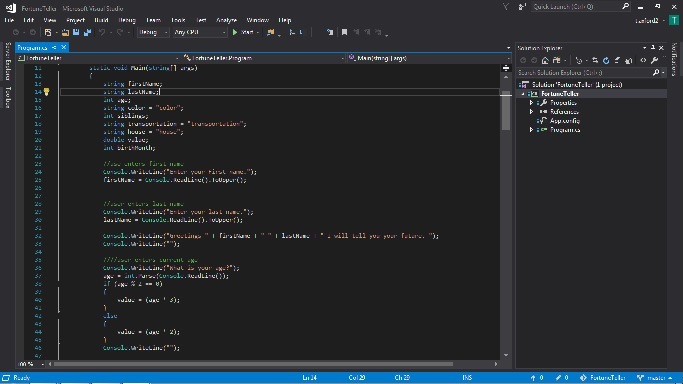 FortuneTeller - Microsoft Visual Studio
Quick Launch (Ctrl+Q)
File Edit View Project Build Debug Team Tools Test Analyze Window Help
Debug Any CPU Start
Server Explorer
Toolbox
Program.cs
FortuneTeller FortuneTeller.Program Main(string[] args)
11 static void Main(string[] args)
12 {
13 string firstName;
14 string lastName;
15 int age;
16 string color = "color";
17 int siblings;
18 string transportation = "transportation";
19 string house = "house";
20 double value;
21 int birthMonth;
22
23
24 Console.WriteLine("Enter your First name.");
25 firstName = Console.ReadLine().ToUpper();
26
27
28 //user enters last name
29 Console.WriteLine("Enter your last name.");
30 lastName = Console.ReadLine().ToUpper();
31
32 Console.WriteLine("Greetings " + firstName + " " + lastName + " I will tell you your future. ");
33 Console.WriteLine("");
34
35 ////user enters current age
36 Console.WriteLine("What is your age?");
37 age = int.Parse(Console.ReadLine());
38 if (age % 2 == 0)
39 {
40 value = (age * 3);
41 }
42 else
43 {
44 value = (age * 2);
45 }
46 Console.WriteLine("");
47
100 %
Solution Explorer
Search Solution Explorer (Ctrl+;)
Solution 'FortuneTeller' (1 project)
FortuneTeller
Properties
References
App.config
Program.cs
Notifications
Ready Ln 14 Col 29 Ch 29 INS 0 0 FortuneTeller master